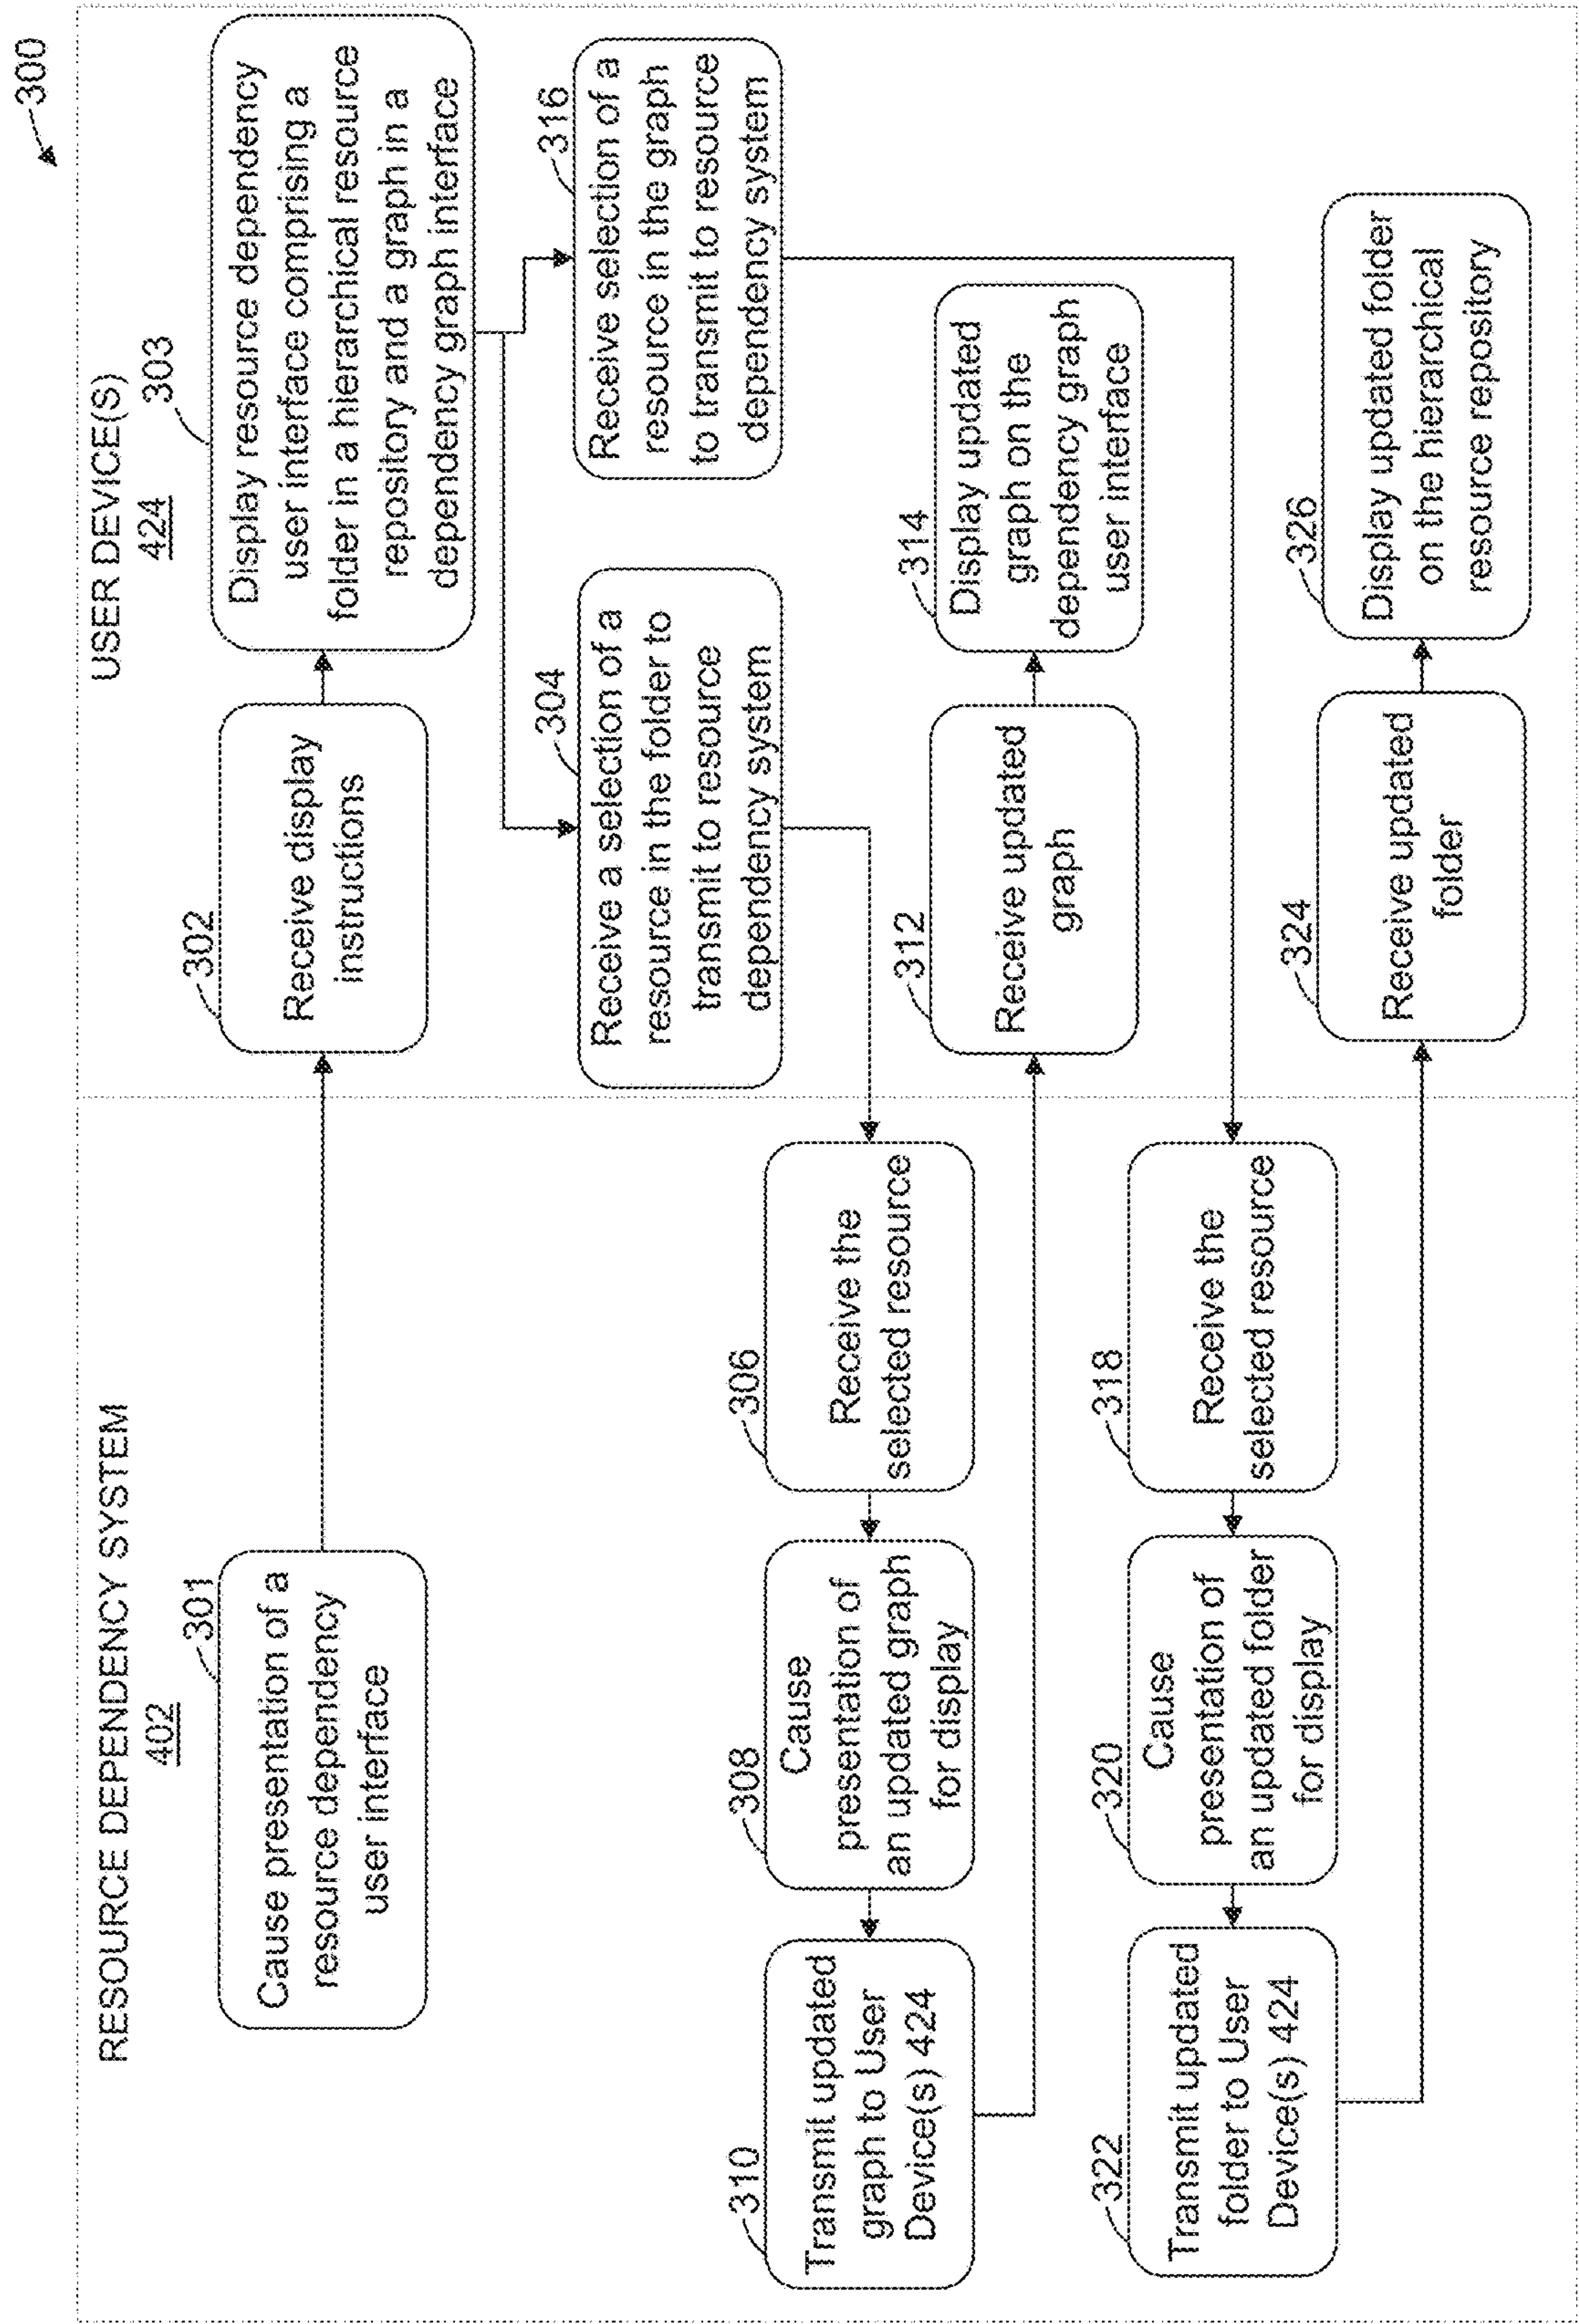 300
RESOURCE DEPENDENCY SYSTEM
402
USER DEVICE(S)
424
301
Cause presentation of a
resource dependency
user interface
302
Receive display
instructions
303
Display resource dependency
user interface comprising a
folder in a hierarchical resource
repository and a graph in a
dependency graph interface
304
Receive a selection of a
resource in the folder to
transmit to resource
dependency system
316
Receive selection of a
resource in the graph
to transmit to resource
dependency system
310
Transmit updated
graph to User
Device(s) 424
308
Cause
presentation of
an updated graph
for display
306
Receive the
selected resource
312
Receive updated
graph
314
Display updated
graph on the
dependency graph
user interface
322
Transmit updated
folder to User
Device(s) 424
320
Cause
presentation of
an updated folder
for display
318
Receive the
selected resource
324
Receive updated
folder
326
Display updated folder
on the hierarchical
resource repository